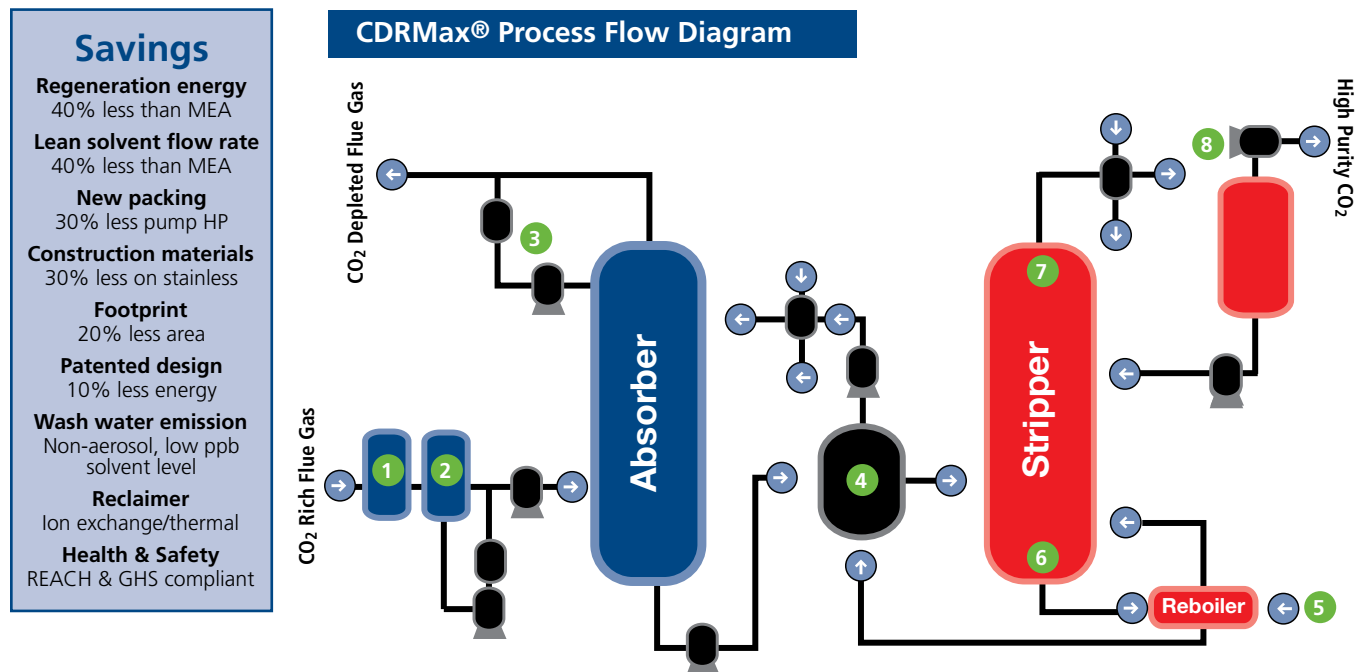 Savings
Regeneration energy
40% less than MEA
Lean solvent flow rate
40% less than MEA
New packing
30% less pump HP
Construction materials
30% less on stainless
Footprint
20% less area
Patented design
10% less energy
Wash water emission
Non-aerosol, low ppb
solvent level
Reclaimer
Ion exchange/thermal
Health & Safety
REACH & GHS compliant
CDRMax® Process Flow Diagram
CO₂ Depleted Flue Gas
3
CO₂ Rich Flue Gas
1
2
Absorber
4
Stripper
7
6
Reboiler
5
8
High Purity CO₂